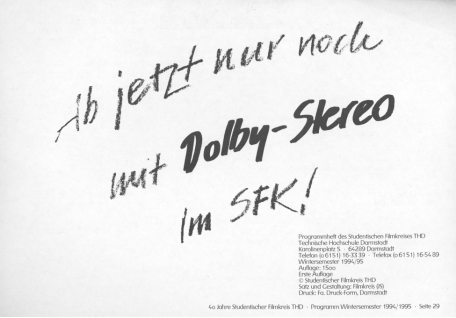 Ab jetzt nur noch
mit Dolby-Stereo
im SFK!
Programmheft des Studentischen Filmkreises THD
Technische Hochschule Darmstadt
Karolinenplatz 5 · 64289 Darmstadt
Telefon (0 61 51) 16 33 39 · Telefax (0 61 51) 16 54 89
Wintersemester 1994/95
Auflage: 1500
Erste Auflage
© Studentischer Filmkreis THD
Satz und Gestaltung: Filmkreis (JS)
Druck: Fa. Druck-Form, Darmstadt
40 Jahre Studentischer Filmkreis THD · Programm Wintersemester 1994/1995 · Seite 29